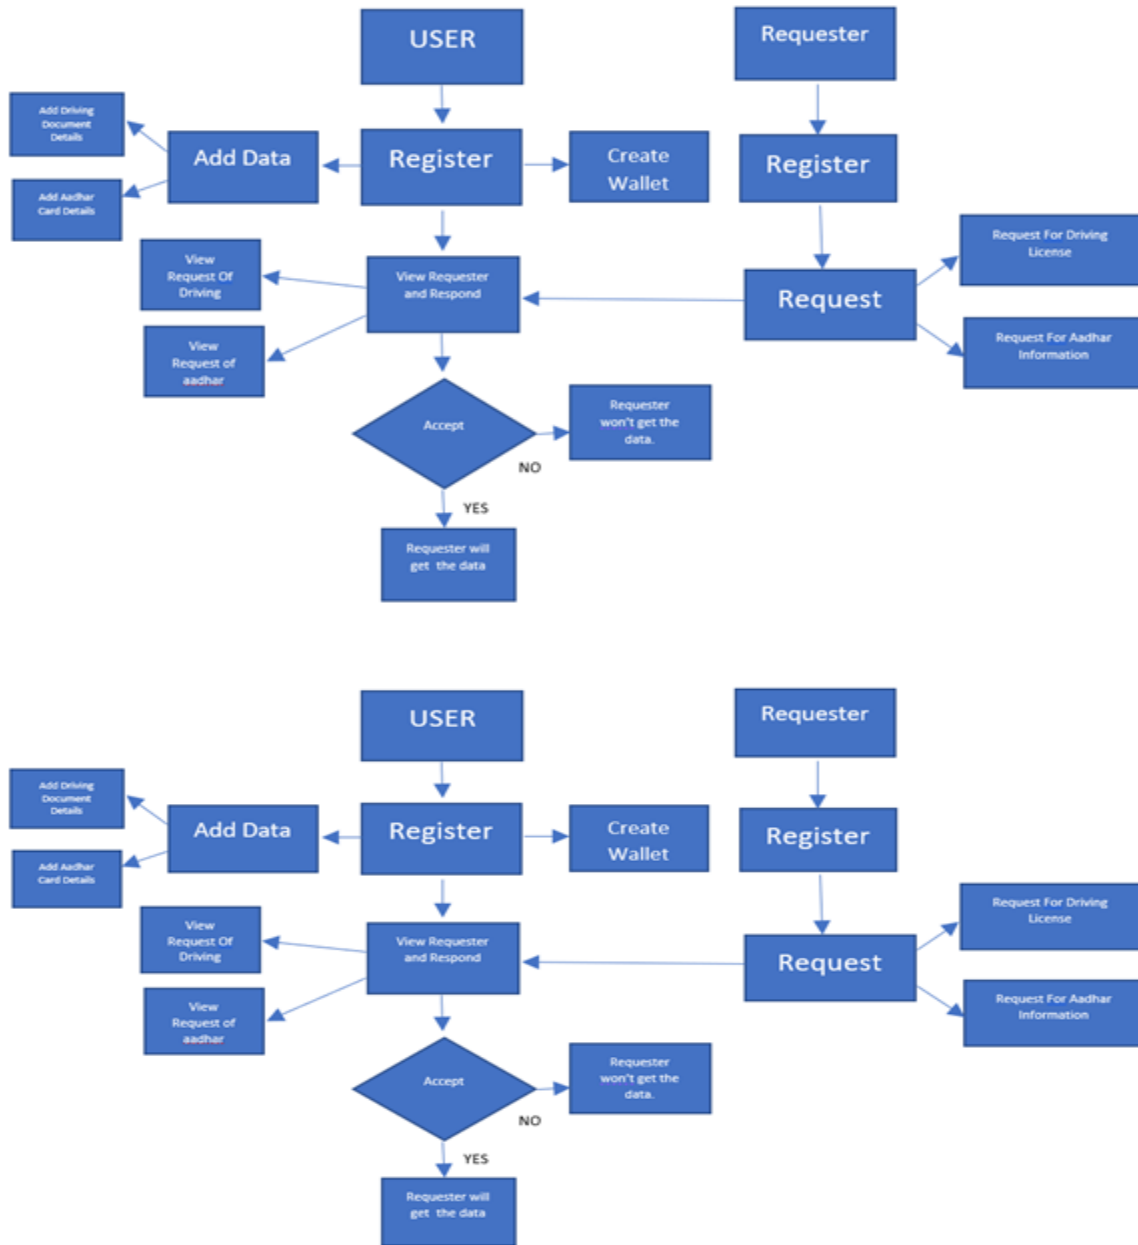 USER
Requester
Add Driving
Document
Details
Add Data
Register
Create
Wallet
Register
Add Aadhar
Card Details
View
Request Of
Driving
View Requester
and Respond
Request
Request For Driving
License
View
Request of
aadhar
Request For Aadhar
Information
Accept
Requester
won't get the
data.
NO
YES
Requester will
get the data
USER
Requester
Add Driving
Document
Details
Add Data
Register
Create
Wallet
Register
Add Aadhar
Card Details
View
Request Of
Driving
View Requester
and Respond
Request
Request For Driving
License
View
Request of
aadhar
Request For Aadhar
Information
Accept
Requester
won't get the
data.
NO
YES
Requester will
get the data